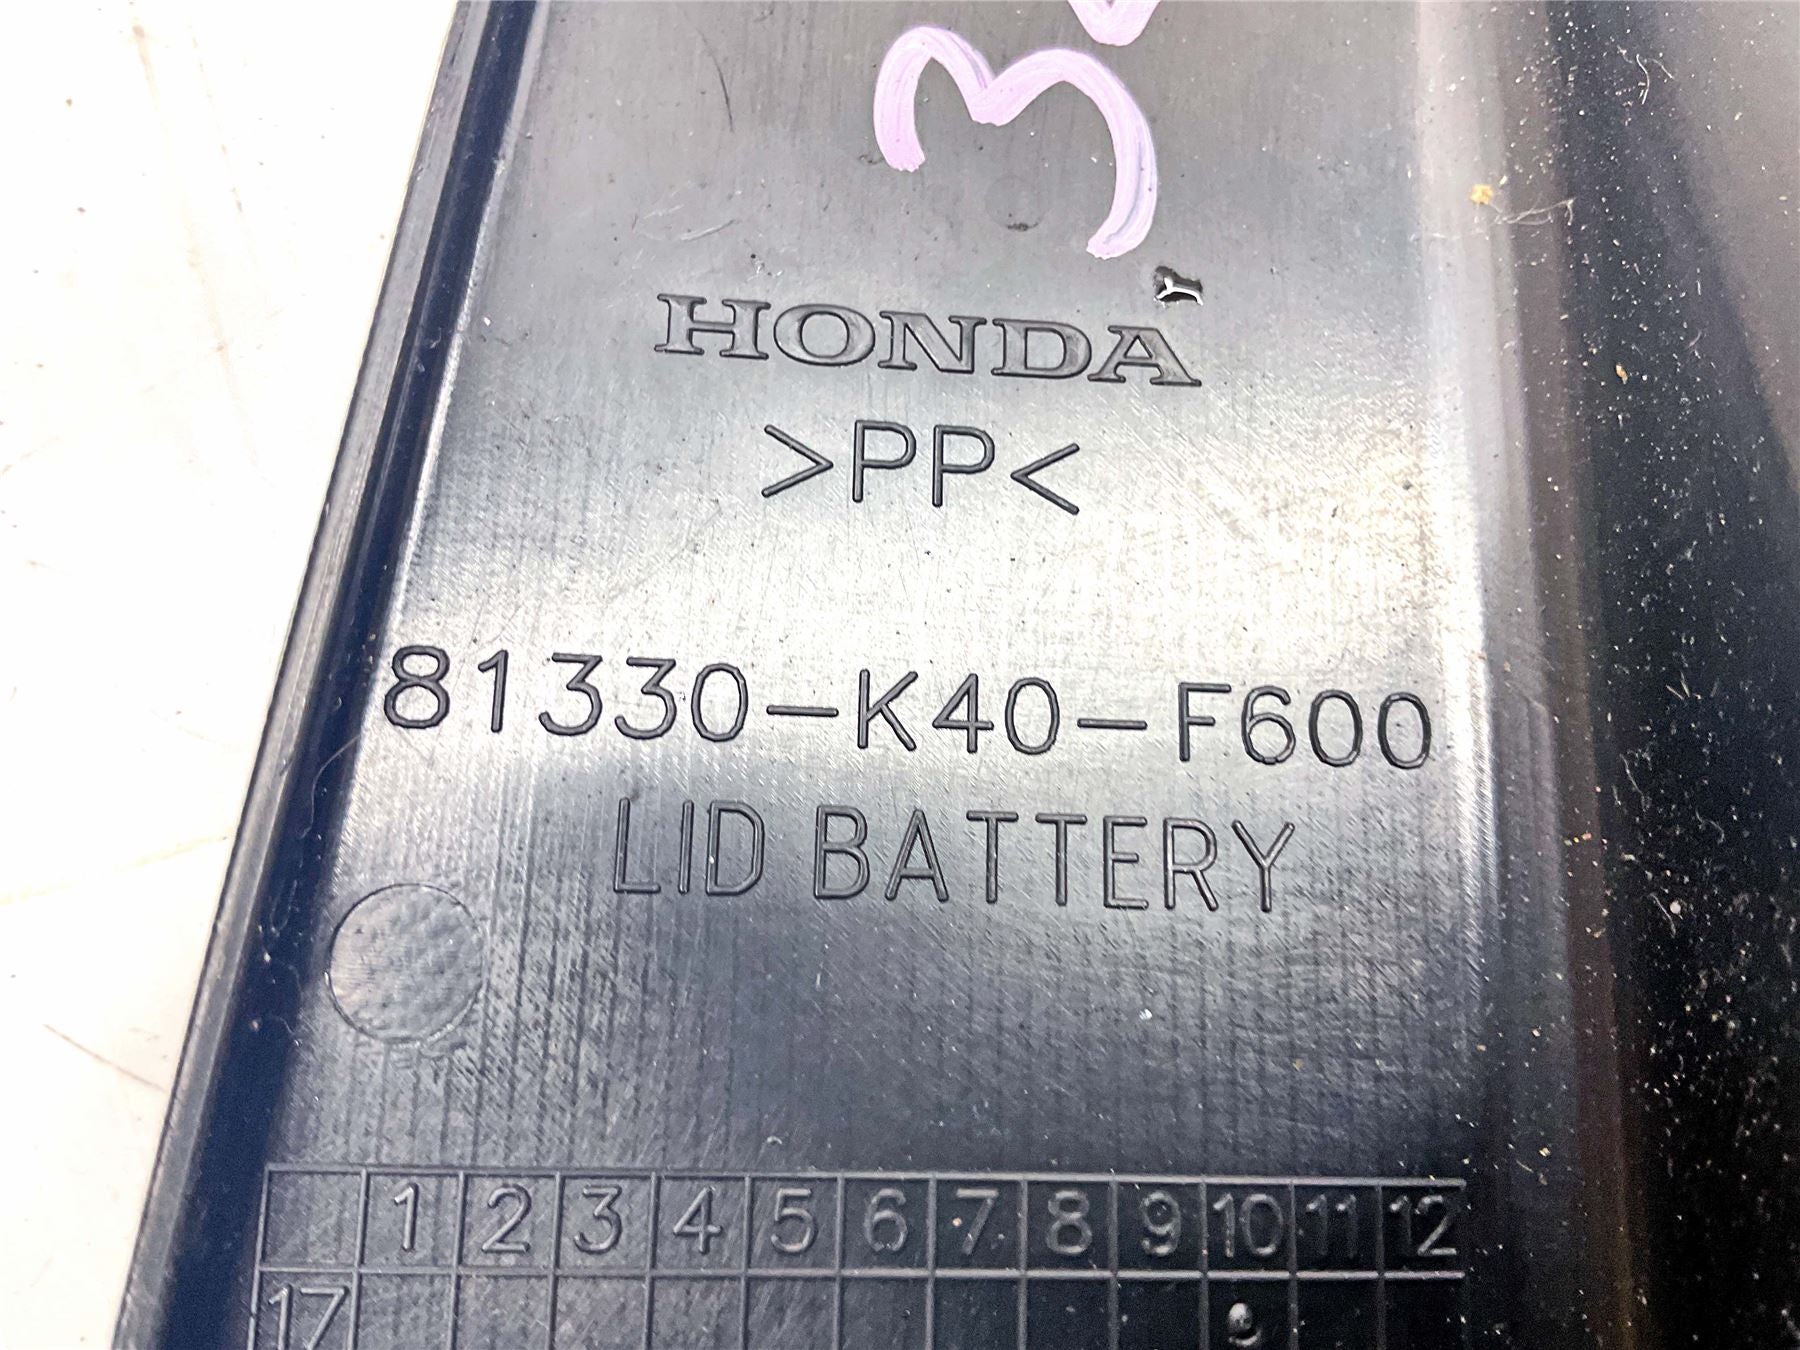 HONDA
>PP<
81330-K40-F600
LID BATTERY
1 2 3 4 5 6 7 8 9 10 11 12
17